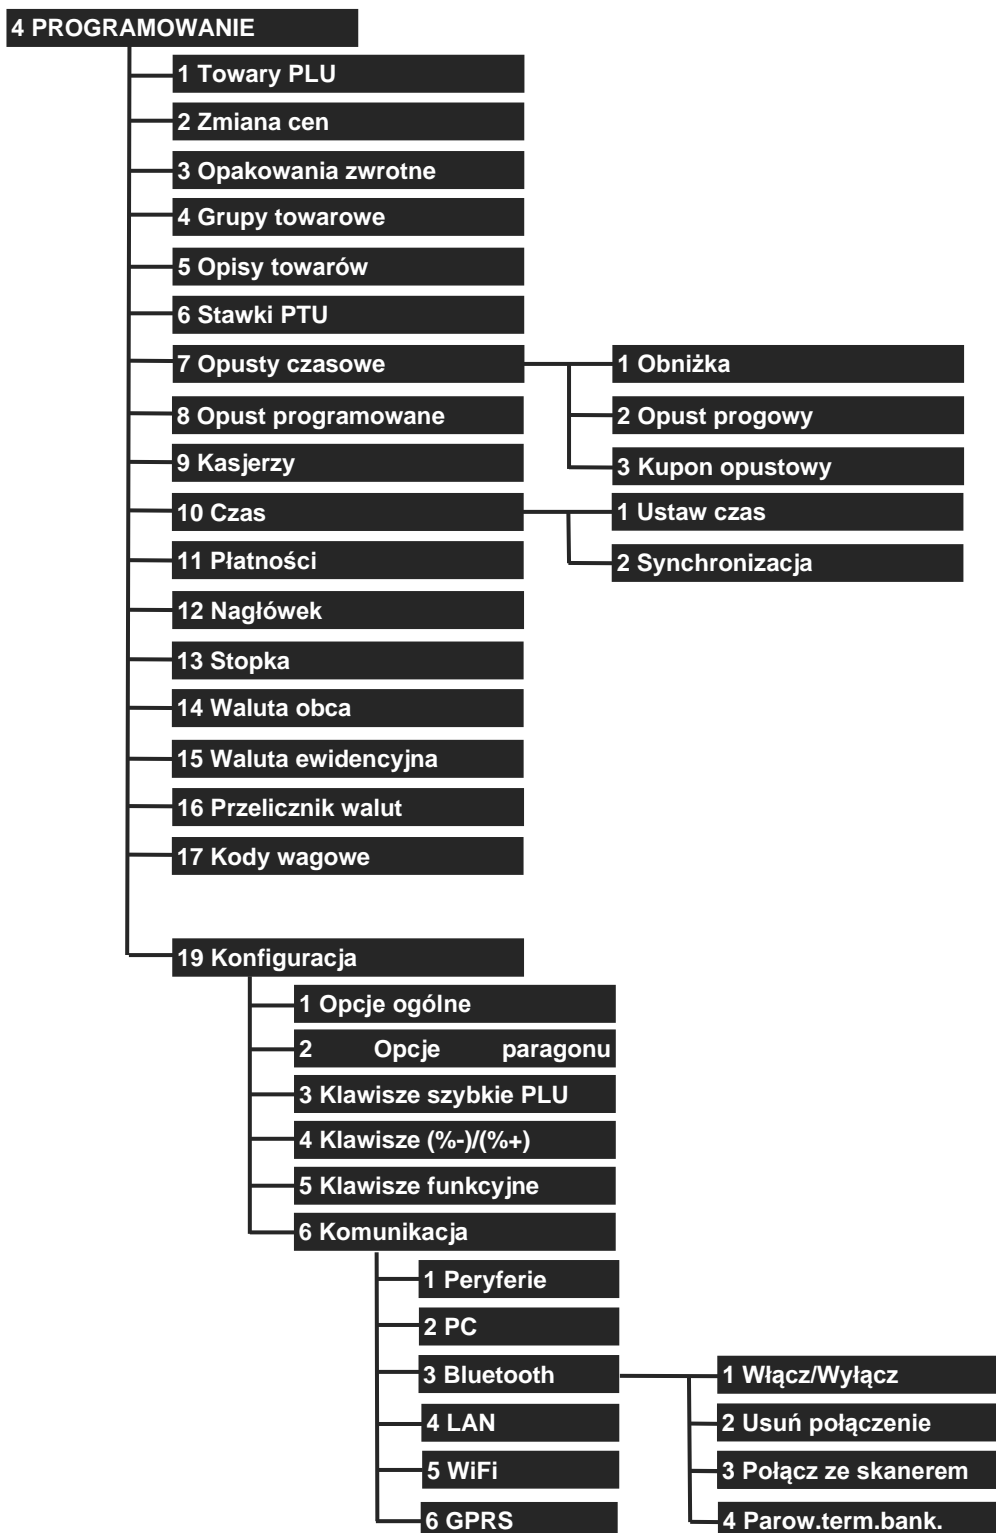 4 PROGRAMOWANIE
1 Towary PLU
2 Zmiana cen
3 Opakowania zwrotne
4 Grupy towarowe
5 Opisy towarów
6 Stawki PTU
7 Opusty czasowe
1 Obniżka
2 Opust progowy
3 Kupon opustowy
8 Opust programowane
9 Kasjerzy
10 Czas
1 Ustaw czas
2 Synchronizacja
11 Płatności
12 Nagłówek
13 Stopka
14 Waluta obca
15 Waluta ewidencyjna
16 Przelicznik walut
17 Kody wagowe
19 Konfiguracja
1 Opcje ogólne
2 Opcje paragonu
3 Klawisze szybkie PLU
4 Klawisze (%-)/(%+)
5 Klawisze funkcyjne
6 Komunikacja
1 Peryferie
2 PC
3 Bluetooth
1 Włącz/Wyłącz
2 Usuń połączenie
3 Połącz ze skanerem
4 Parow.term.bank.
4 LAN
5 WiFi
6 GPRS